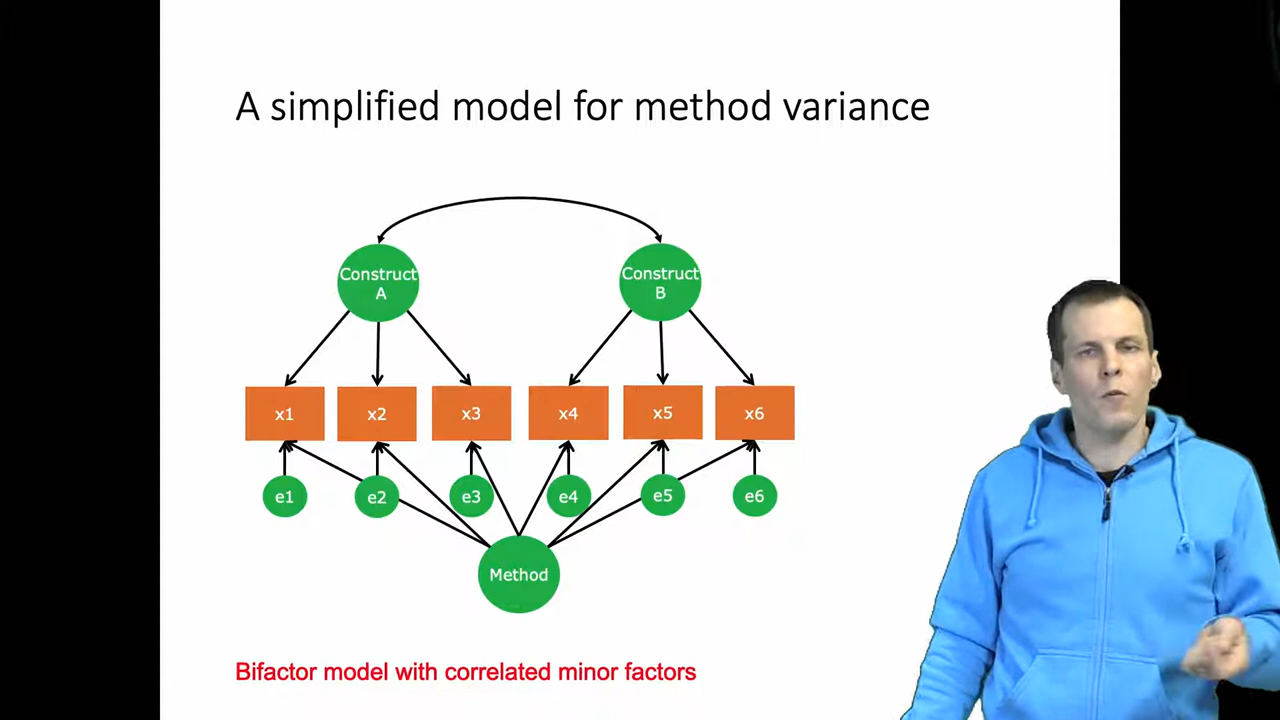 A simplified model for method variance
Construct
A
Construct
B
x1
x2
x3
x4
x5
x6
e1
e2
e3
e4
e5
e6
Method
Bifactor model with correlated minor factors